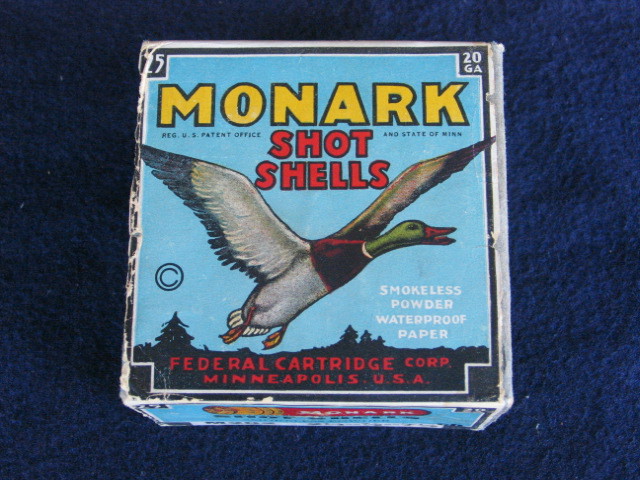 25
20
GA
MONARK
REG. U.S. PATENT OFFICE
AND STATE OF MINN
SHOT
SHELLS
©
SMOKELESS
POWDER
WATERPROOF
PAPER
FEDERAL CARTRIDGE CORP.
MINNEAPOLIS, U.S.A.
MONARK
20